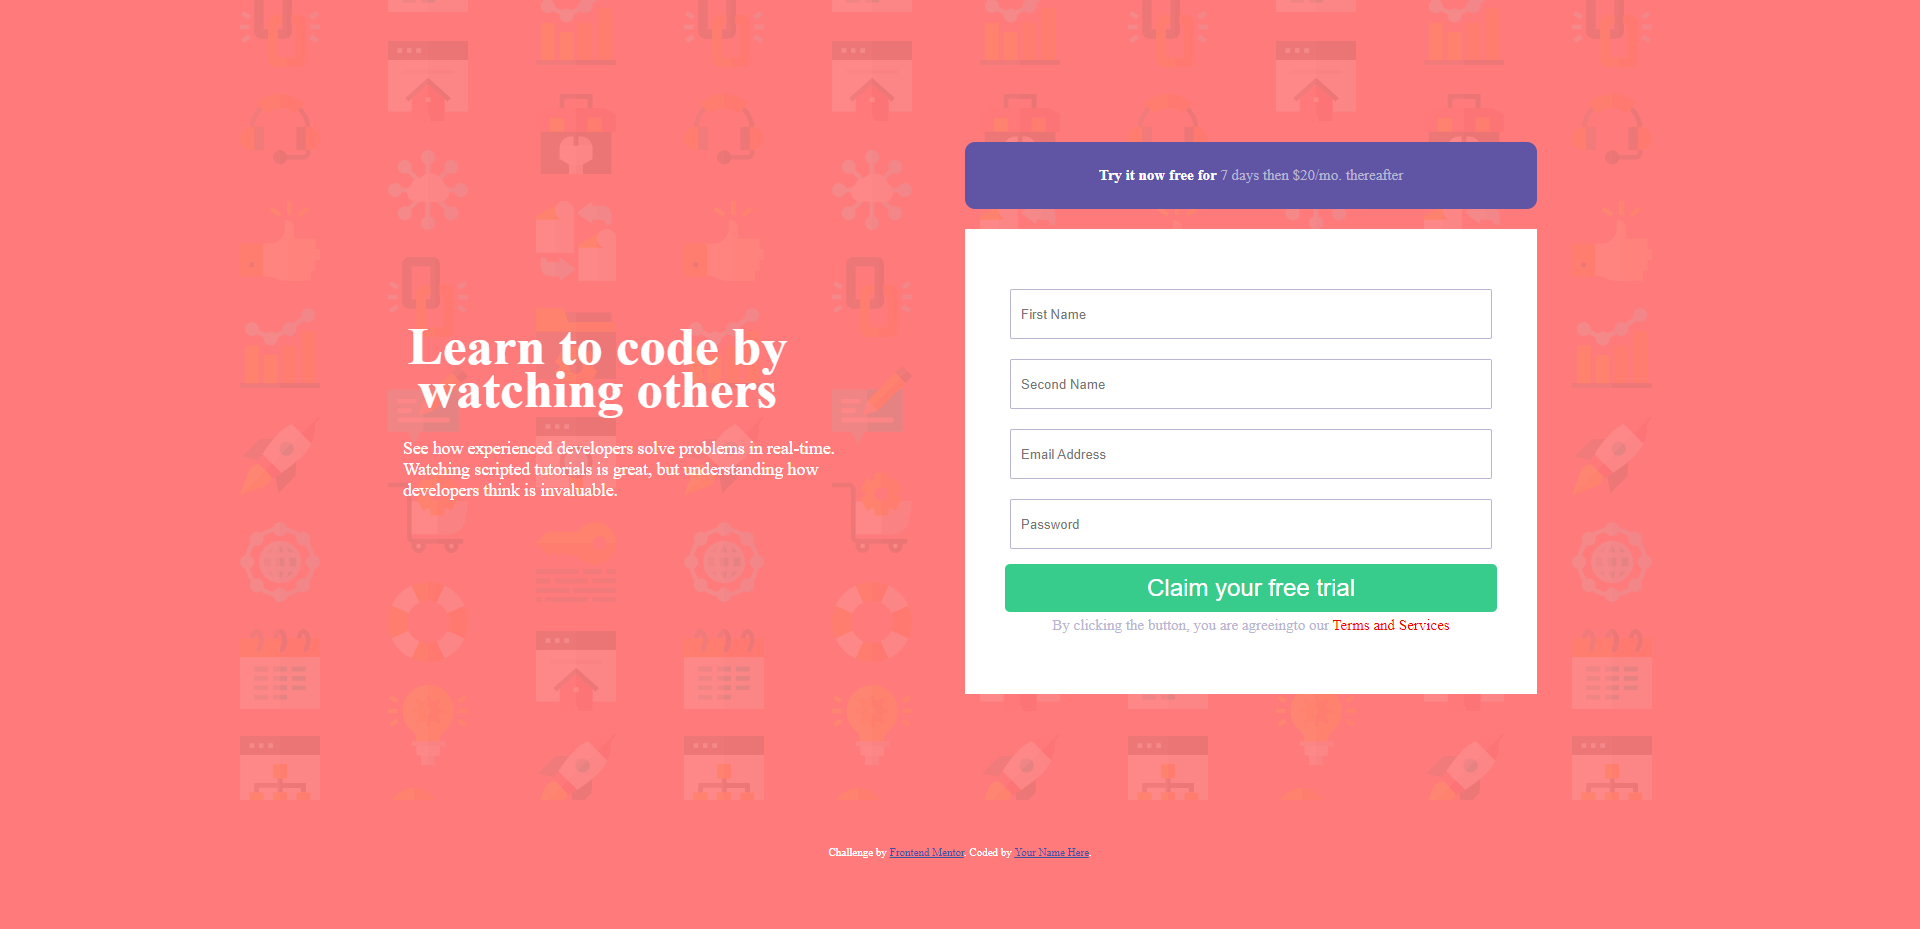 Learn to code by
watching others
See how experienced developers solve problems in real-time.
Watching scripted tutorials is great, but understanding how
developers think is invaluable.
Try it now free for 7 days then $20/mo. thereafter
First Name
Second Name
Email Address
Password
Claim your free trial
By clicking the button, you are agreeingto our Terms and Services
Challenge by Frontend Mentor. Coded by Your Name Here.